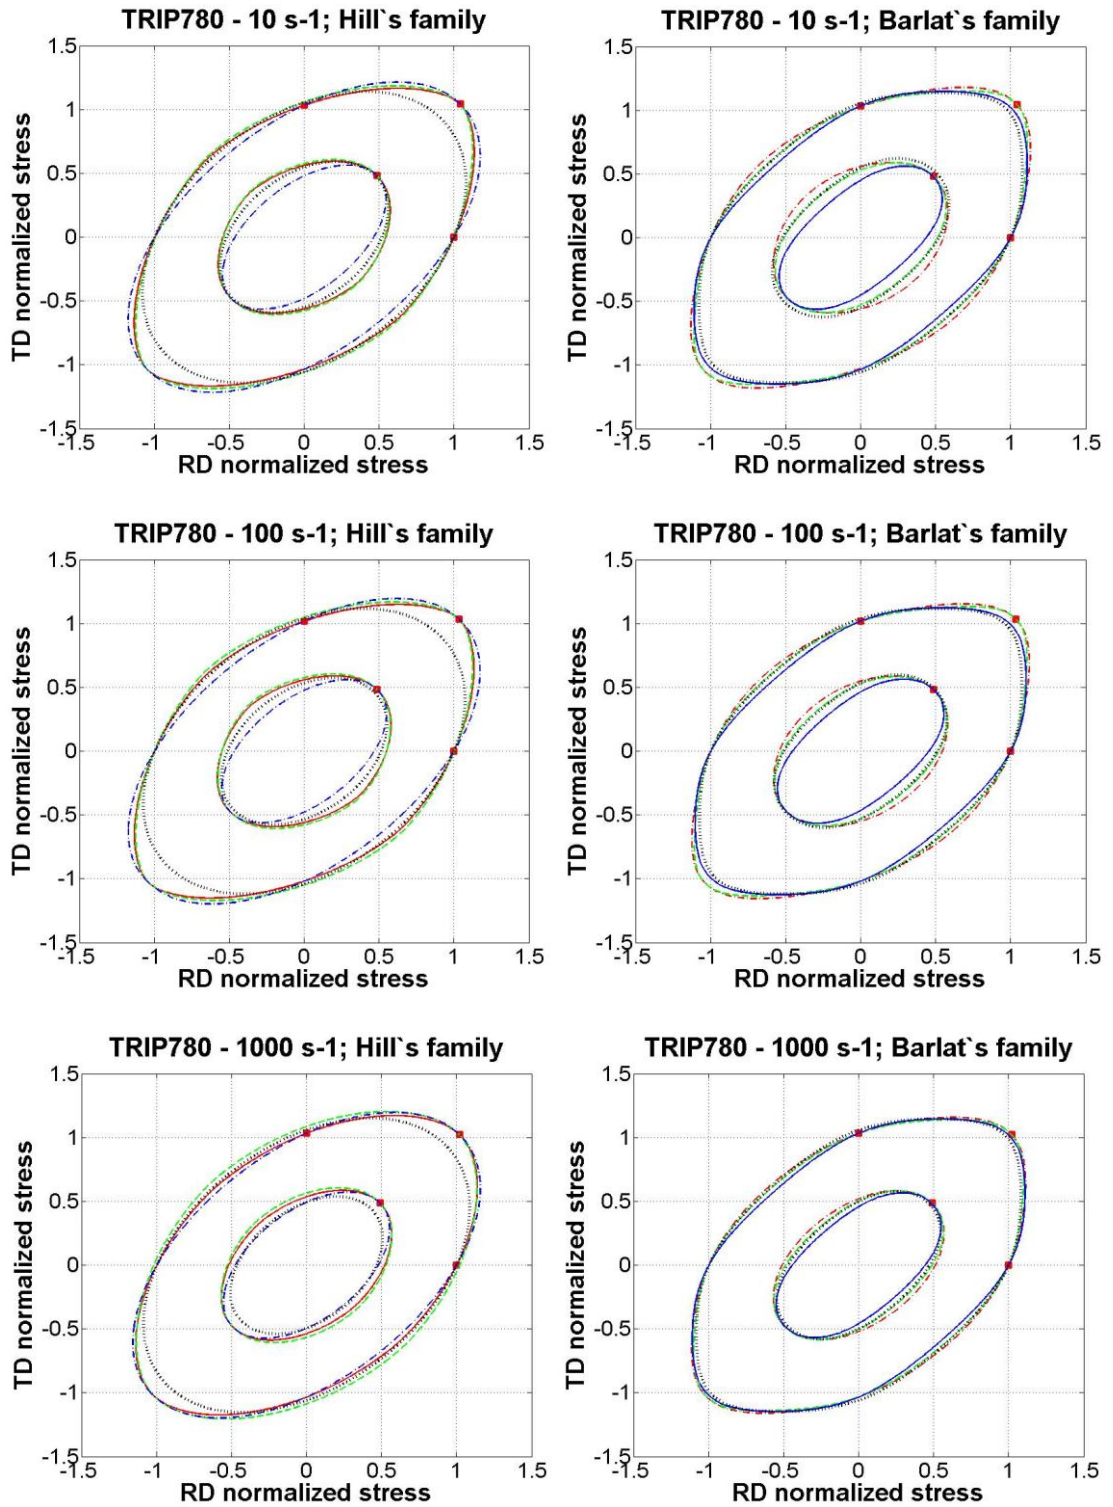 TRIP780 - 10 s-1; Hill`s family
TRIP780 - 10 s-1; Barlat`s family
1.5
1
0.5
0
-0.5
-1
-1.5
TD normalized stress
-1.5 -1 -0.5 0 0.5 1 1.5
RD normalized stress
1.5
1
0.5
0
-0.5
-1
-1.5
TD normalized stress
-1.5 -1 -0.5 0 0.5 1 1.5
RD normalized stress
TRIP780 - 100 s-1; Hill`s family
TRIP780 - 100 s-1; Barlat`s family
1.5
1
0.5
0
-0.5
-1
-1.5
TD normalized stress
-1.5 -1 -0.5 0 0.5 1 1.5
RD normalized stress
1.5
1
0.5
0
-0.5
-1
-1.5
TD normalized stress
-1.5 -1 -0.5 0 0.5 1 1.5
RD normalized stress
TRIP780 - 1000 s-1; Hill`s family
TRIP780 - 1000 s-1; Barlat`s family
1.5
1
0.5
0
-0.5
-1
-1.5
TD normalized stress
-1.5 -1 -0.5 0 0.5 1 1.5
RD normalized stress
1.5
1
0.5
0
-0.5
-1
-1.5
TD normalized stress
-1.5 -1 -0.5 0 0.5 1 1.5
RD normalized stress